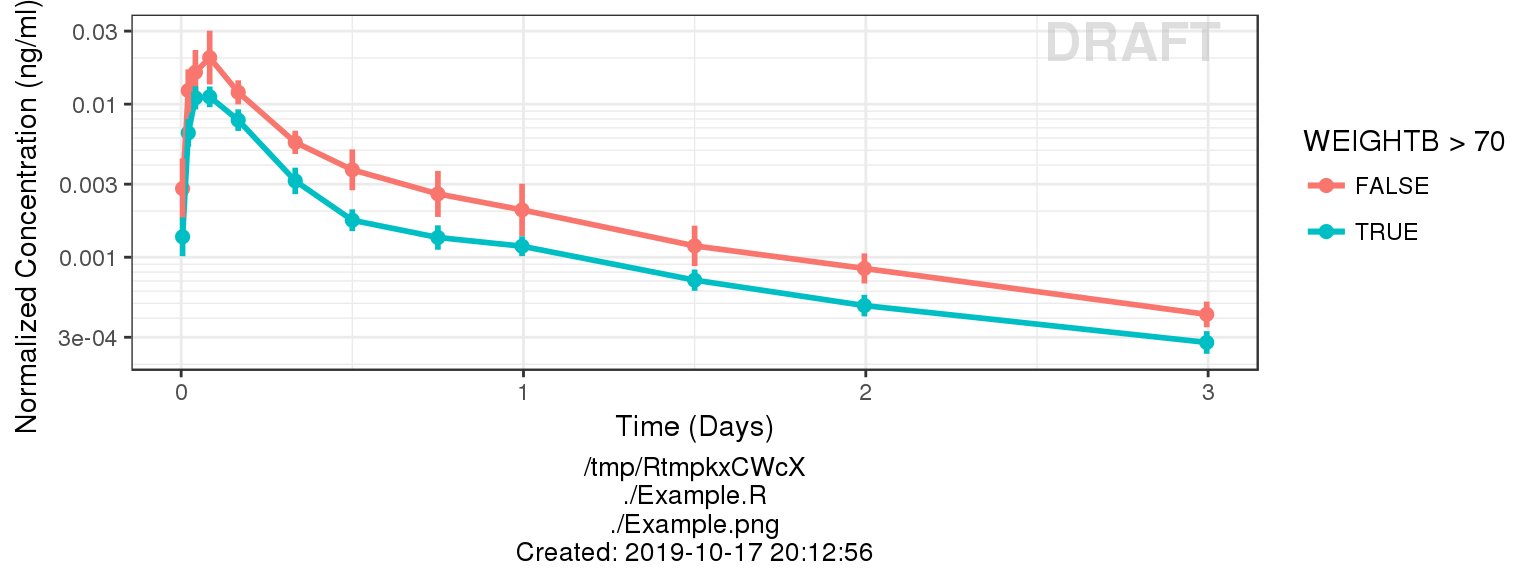 DRAFT
Normalized Concentration (ng/ml)
0.03
0.01
0.003
0.001
3e-04
0
1
2
3
Time (Days)
WEIGHTB > 70
FALSE
TRUE
/tmp/RtmpkxCWcX
./Example.R
./Example.png
Created: 2019-10-17 20:12:56